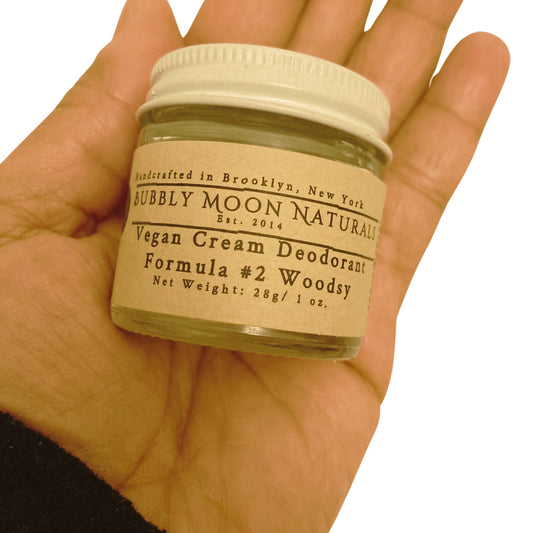 Handcrafted in Brooklyn, New York
BUBBLY MOON NATURALS
Est. 2014
Vegan Cream Deodorant
Formula #2 Woodsy
Net Weight: 28g/ 1 oz.